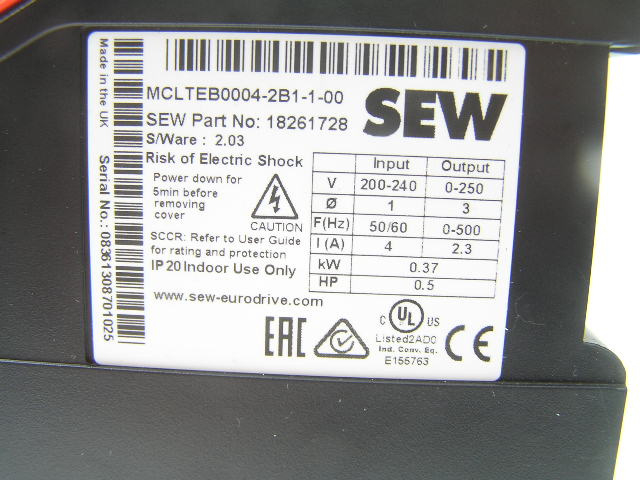 MCLTEB0004-2B1-1-00
SEW Part No: 18261728
S/Ware : 2.03
SEW
Risk of Electric Shock
Power down for
5min before
removing
cover
CAUTION
SCCR: Refer to User Guide
for rating and protection
IP20 Indoor Use Only
www.sew-eurodrive.com
Input Output
V 200-240 0-250
Ø 1 3
F(Hz) 50/60 0-500
I (A) 4 2.3
kW 0.37
HP 0.5
EAC
C UL US
Listed2AD0
Ind. Conv. Eq.
E155763
CE
Made in the UK
Serial No.: 08361308701025